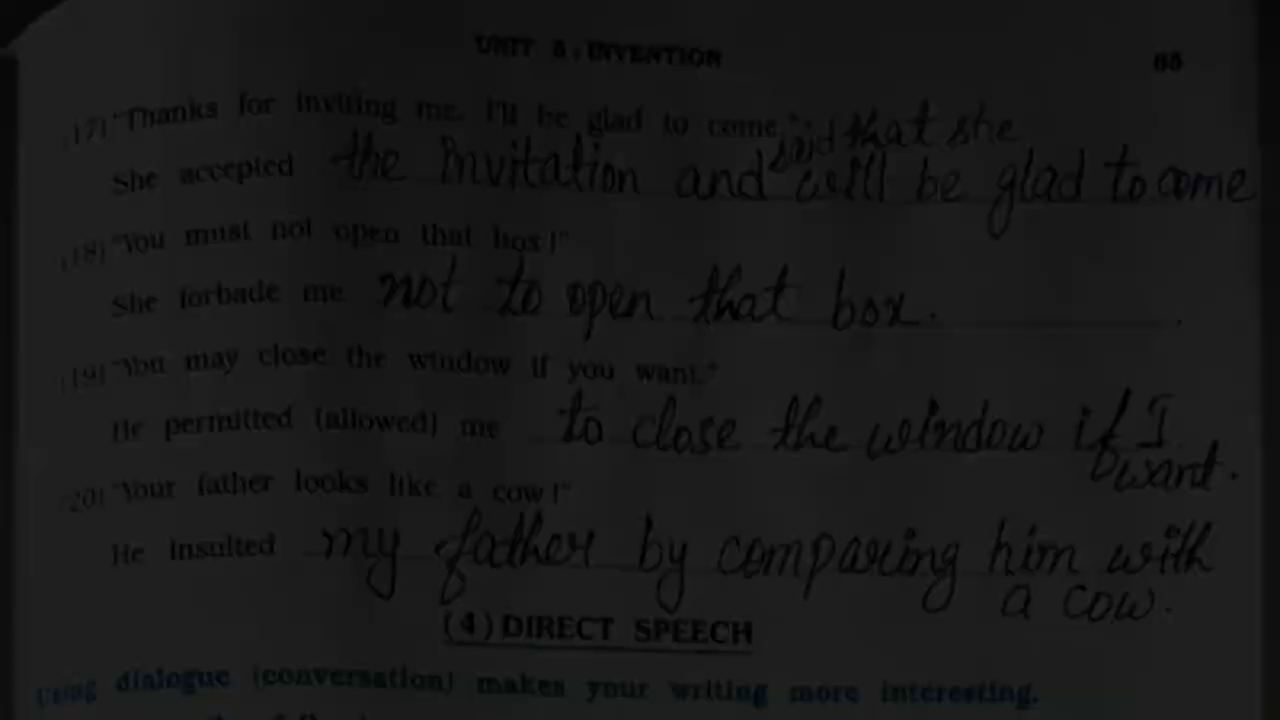 UNIT 5 : INVENTION 65
(17) "Thanks for inviting me. I'll be glad to come."
said that she
She accepted the Invitation and will be glad to come
(18) "You must not open that box!"
She forbade me not to open that box.
(19) "You may close the window if you want."
He permitted (allowed) me to close the window if I
want.
(20) "Your father looks like a cow!"
He insulted my father by comparing him with
a cow.
(4) DIRECT SPEECH
Using dialogue (conversation) makes your writing more interesting.